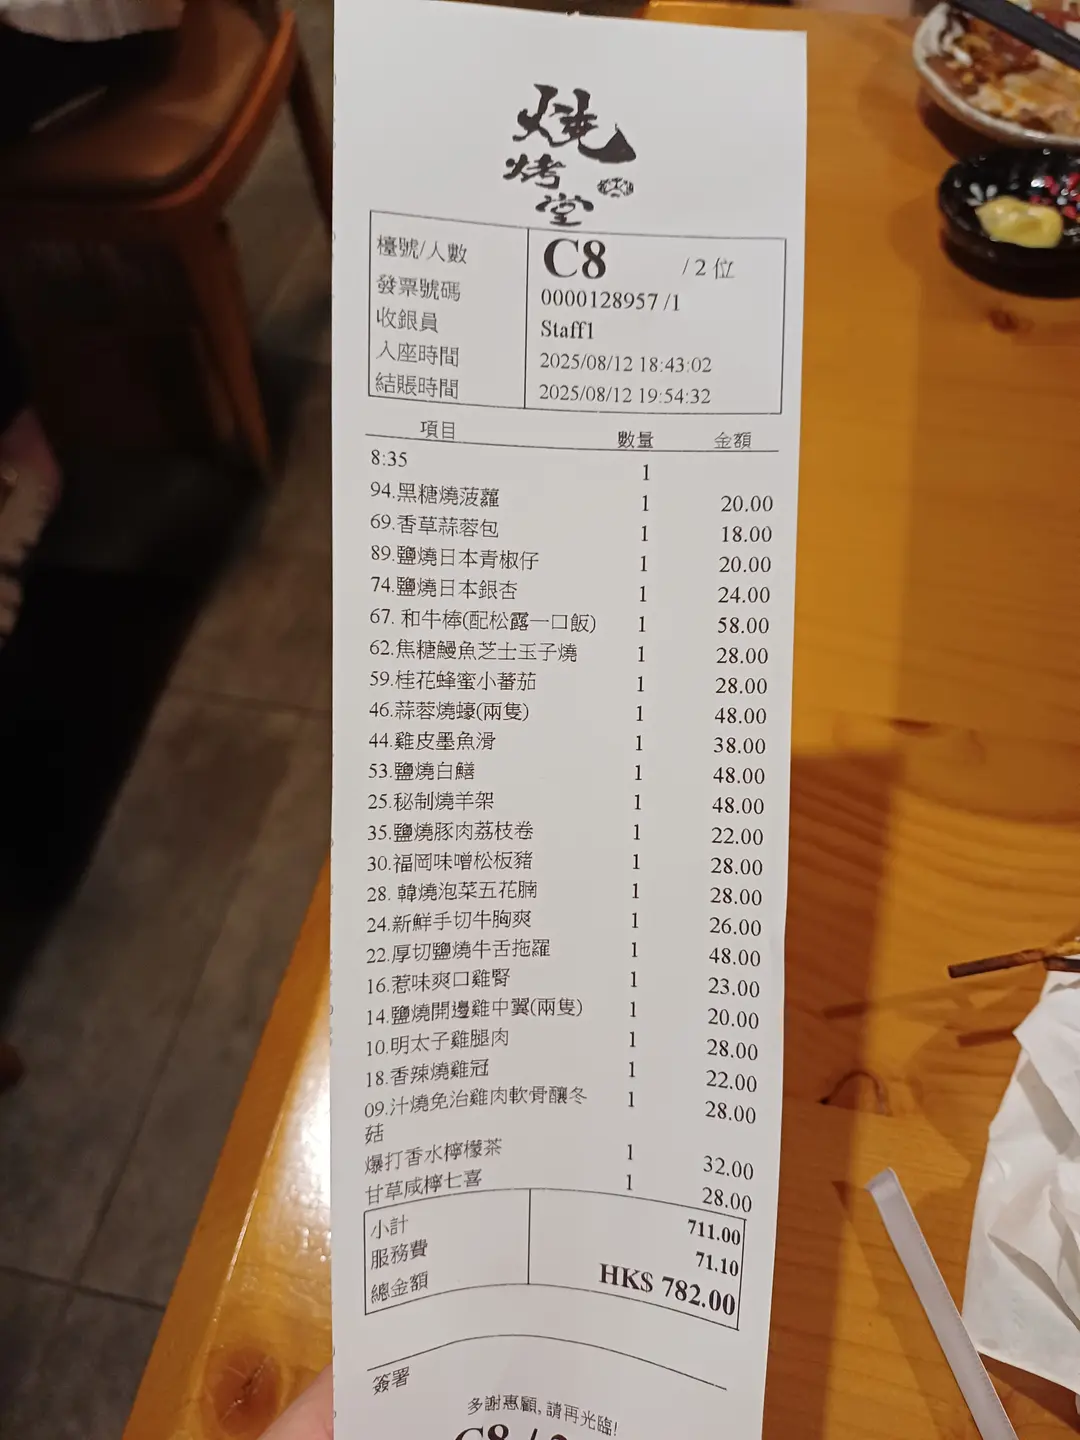 燒
烤
堂
檯號/人數 C8 /2 位
發票號碼 0000128957 /1
收銀員 Staff1
入座時間 2025/08/12 18:43:02
結賬時間 2025/08/12 19:54:32
項目 數量 金額
8:35 1
94.黑糖燒菠蘿 1 20.00
69.香草蒜蓉包 1 18.00
89.鹽燒日本青椒仔 1 20.00
74.鹽燒日本銀杏 1 24.00
67. 和牛棒(配松露一口飯) 1 58.00
62.焦糖鰻魚芝士玉子燒 1 28.00
59.桂花蜂蜜小蕃茄 1 28.00
46.蒜蓉燒蠔(兩隻) 1 48.00
44.雞皮墨魚滑 1 38.00
53.鹽燒白鱔 1 48.00
25.秘制燒羊架 1 48.00
35.鹽燒豚肉荔枝卷 1 22.00
30.福岡味噌松板豬 1 28.00
28. 韓燒泡菜五花腩 1 28.00
24.新鮮手切牛胸爽 1 26.00
22.厚切鹽燒牛舌拖羅 1 48.00
16.惹味爽口雞腎 1 23.00
14.鹽燒開邊雞中翼(兩隻) 1 20.00
10.明太子雞腿肉 1 28.00
18.香辣燒雞冠 1 22.00
09.汁燒免治雞肉軟骨釀冬 1 28.00
菇
爆打香水檸檬茶 1 32.00
甘草咸檸七喜 1 28.00
小計 711.00
服務費 71.10
總金額 HK$ 782.00
簽署
多謝惠顧, 請再光臨!
C8 / 2